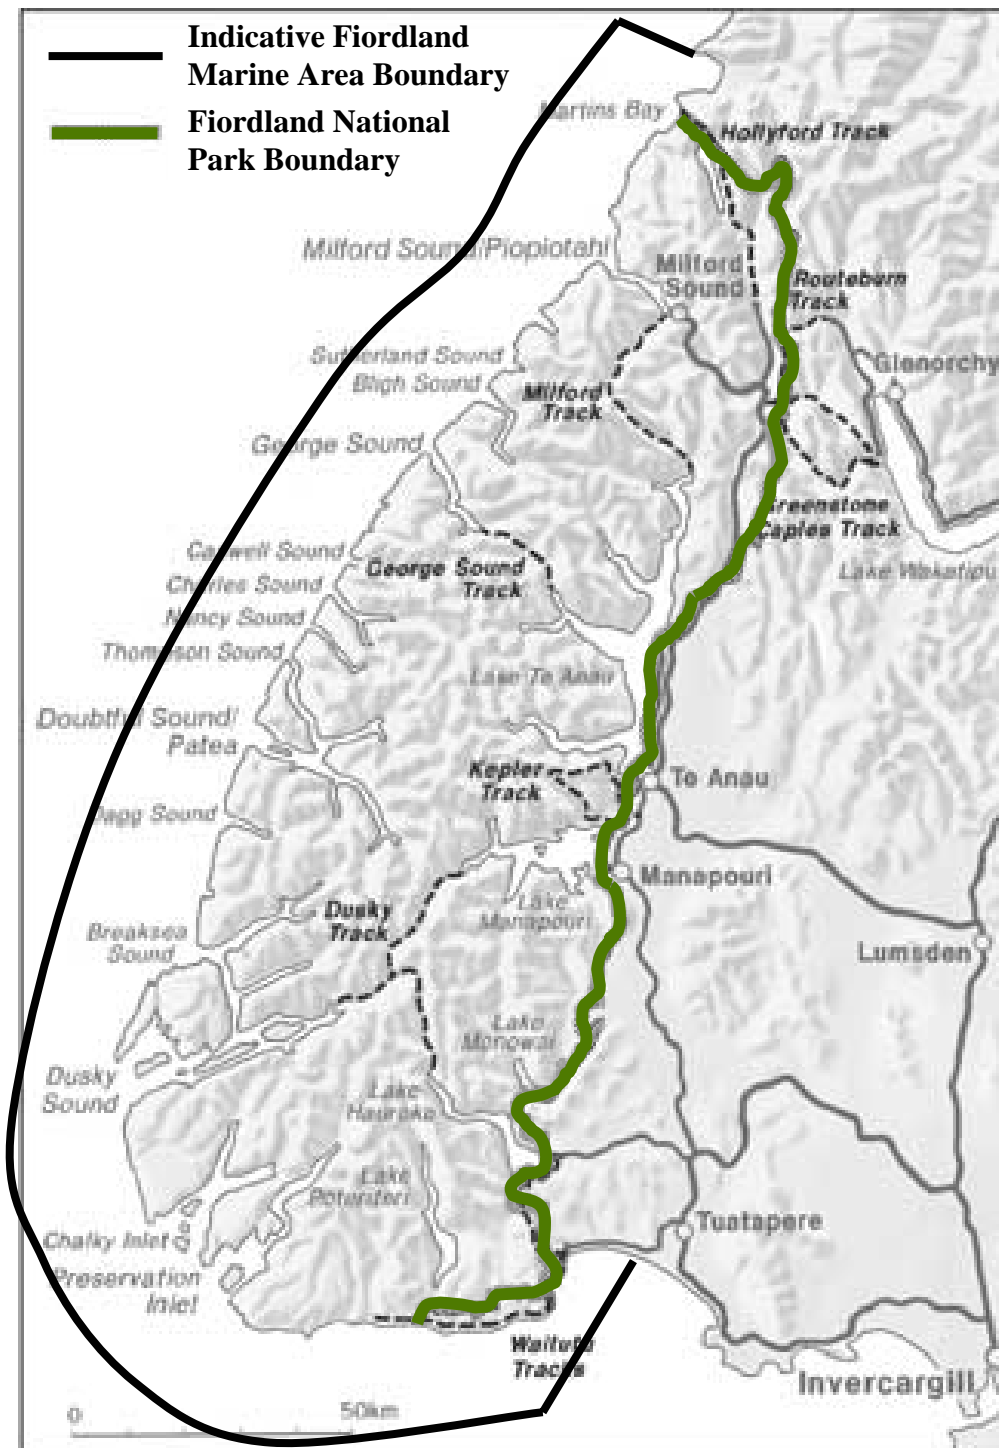 Indicative Fiordland
Marine Area Boundary
Fiordland National
Park Boundary
Martins Bay
Hollyford Track
Milford Sound/Piopiotahi
Milford
Sound
Routeburn
Track
Sutherland Sound
Bligh Sound
Glenorchy
Milford
Track
George Sound
Greenstone
Caples Track
Caswell Sound
George Sound
Track
Lake Wakatipu
Charles Sound
Nancy Sound
Thompson Sound
Lake Te Anau
Doubtful Sound/
Patea
Kepler
Track
Te Anau
Dagg Sound
Manapouri
Lake
Manapouri
Dusky
Track
Breaksea
Sound
Lumsden
Lake
Monowai
Dusky
Sound
Lake
Hauroko
Lake
Poteriteri
Tuatapere
Chalky Inlet
Preservation
Inlet
Waitutu
Tracks
Invercargill
0
50km